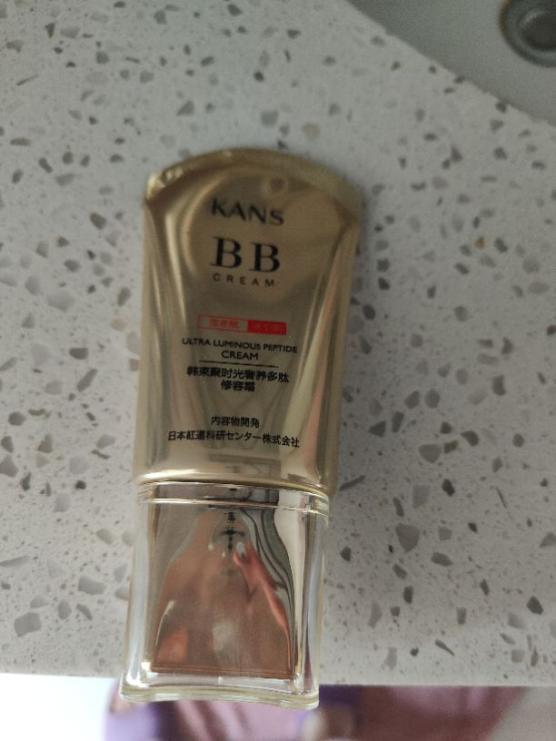 KANS
BB
CREAM
ULTRA LUMINOUS PEPTIDE
CREAM
韩束聚时光奢养多肽
修容霜
内容物開発
日本紅道科研センター株式会社